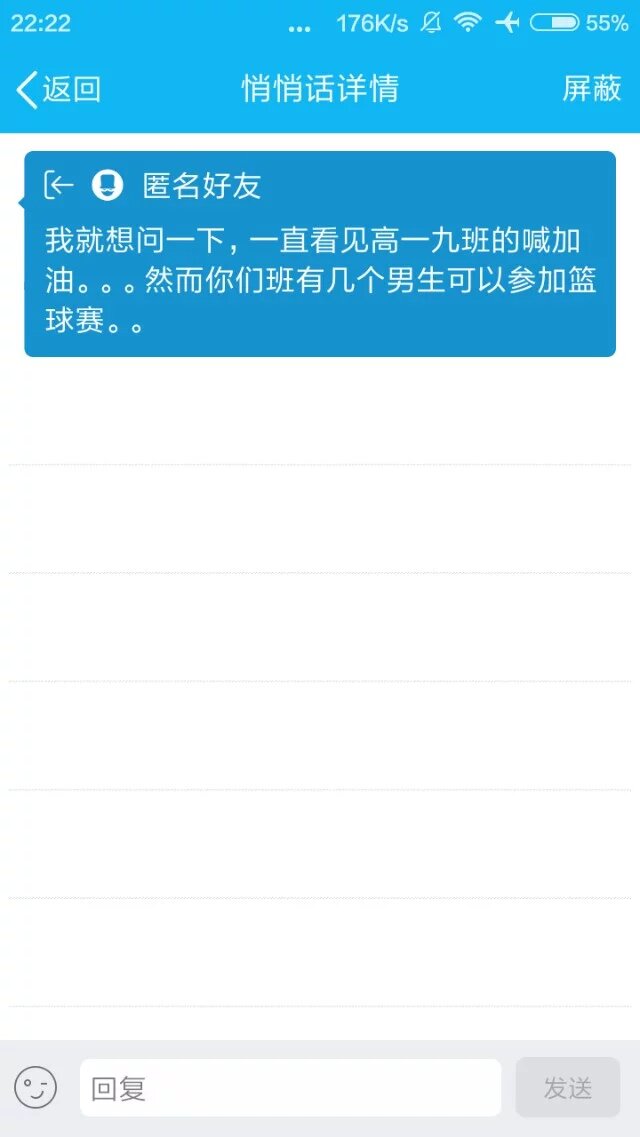 22:22 ... 176K/s 55%
返回 悄悄话详情 屏蔽
匿名好友
我就想问一下，一直看见高一九班的喊加
油。。。然而你们班有几个男生可以参加篮
球赛。。
回复 发送